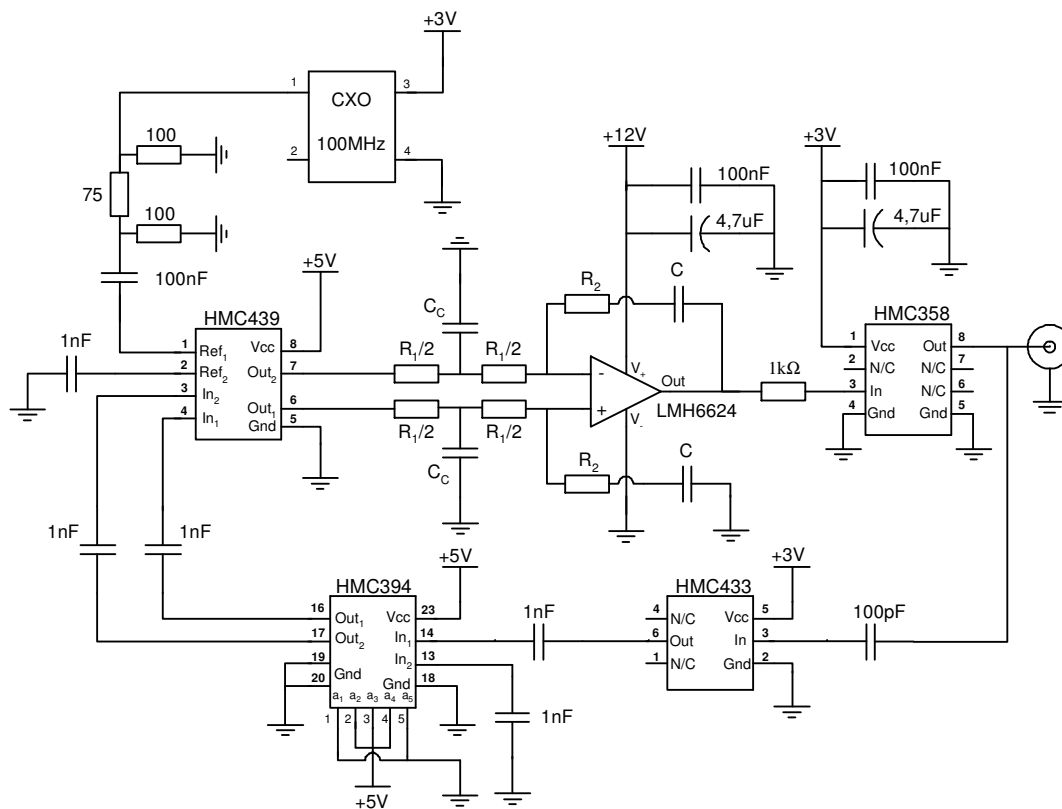 +3V
1
CXO
3
100MHz
2
4
100
75
100
100nF
+12V
100nF
4,7uF
+3V
100nF
4,7uF
+5V
HMC439
1nF
1
Ref1
Vcc
8
2
Ref2
Out2
7
3
In2
4
In1
Out1
6
Gnd
5
CC
R1/2
R1/2
R1/2
R1/2
CC
R2
C
-
+
V+
V-
Out
LMH6624
R2
C
1kΩ
HMC358
1
Vcc
Out
8
2
N/C
N/C
7
3
In
N/C
6
4
Gnd
Gnd
5
1nF
1nF
+5V
HMC394
16
Out1
Vcc
23
17
Out2
In1
14
19
Gnd
In2
13
20
Gnd
18
a1
a2
a3
a4
a5
1
2
3
4
5
+5V
1nF
1nF
+3V
HMC433
4
N/C
Vcc
5
6
Out
In
3
1
N/C
Gnd
2
100pF